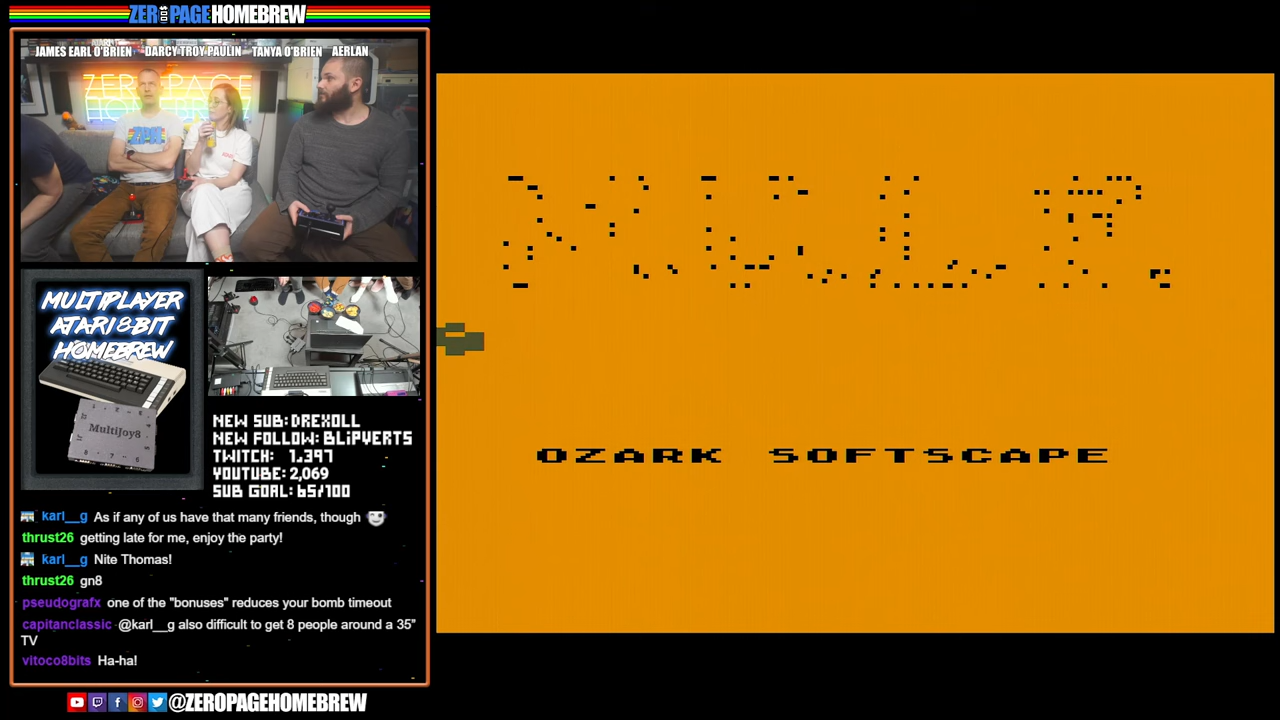 ZER PAGE HOMEBREW
JAMES EARL O'BRIEN DARCY TROY PAULIN TANYA O'BRIEN AERLAN
ZERO PAGE
HOMEBREW
ZPH
MULTIPLAYER
ATARI 8 BIT
HOMEBREW
MultiJoy8
NEW SUB: DREXOLL
NEW FOLLOW: BLiPVERTS
TWITCH: 1,397
YOUTUBE: 2,069
SUB GOAL: 65/100
karl__g As if any of us have that many friends, though
thrust26 getting late for me, enjoy the party!
karl__g Nite Thomas!
thrust26 gn8
pseudografx one of the "bonuses" reduces your bomb timeout
capitanclassic @karl__g also difficult to get 8 people around a 35"
TV
vitoco8bits Ha-ha!
@ZEROPAGEHOMEBREW
M.U.L.E.
OZARK SOFTSCAPE